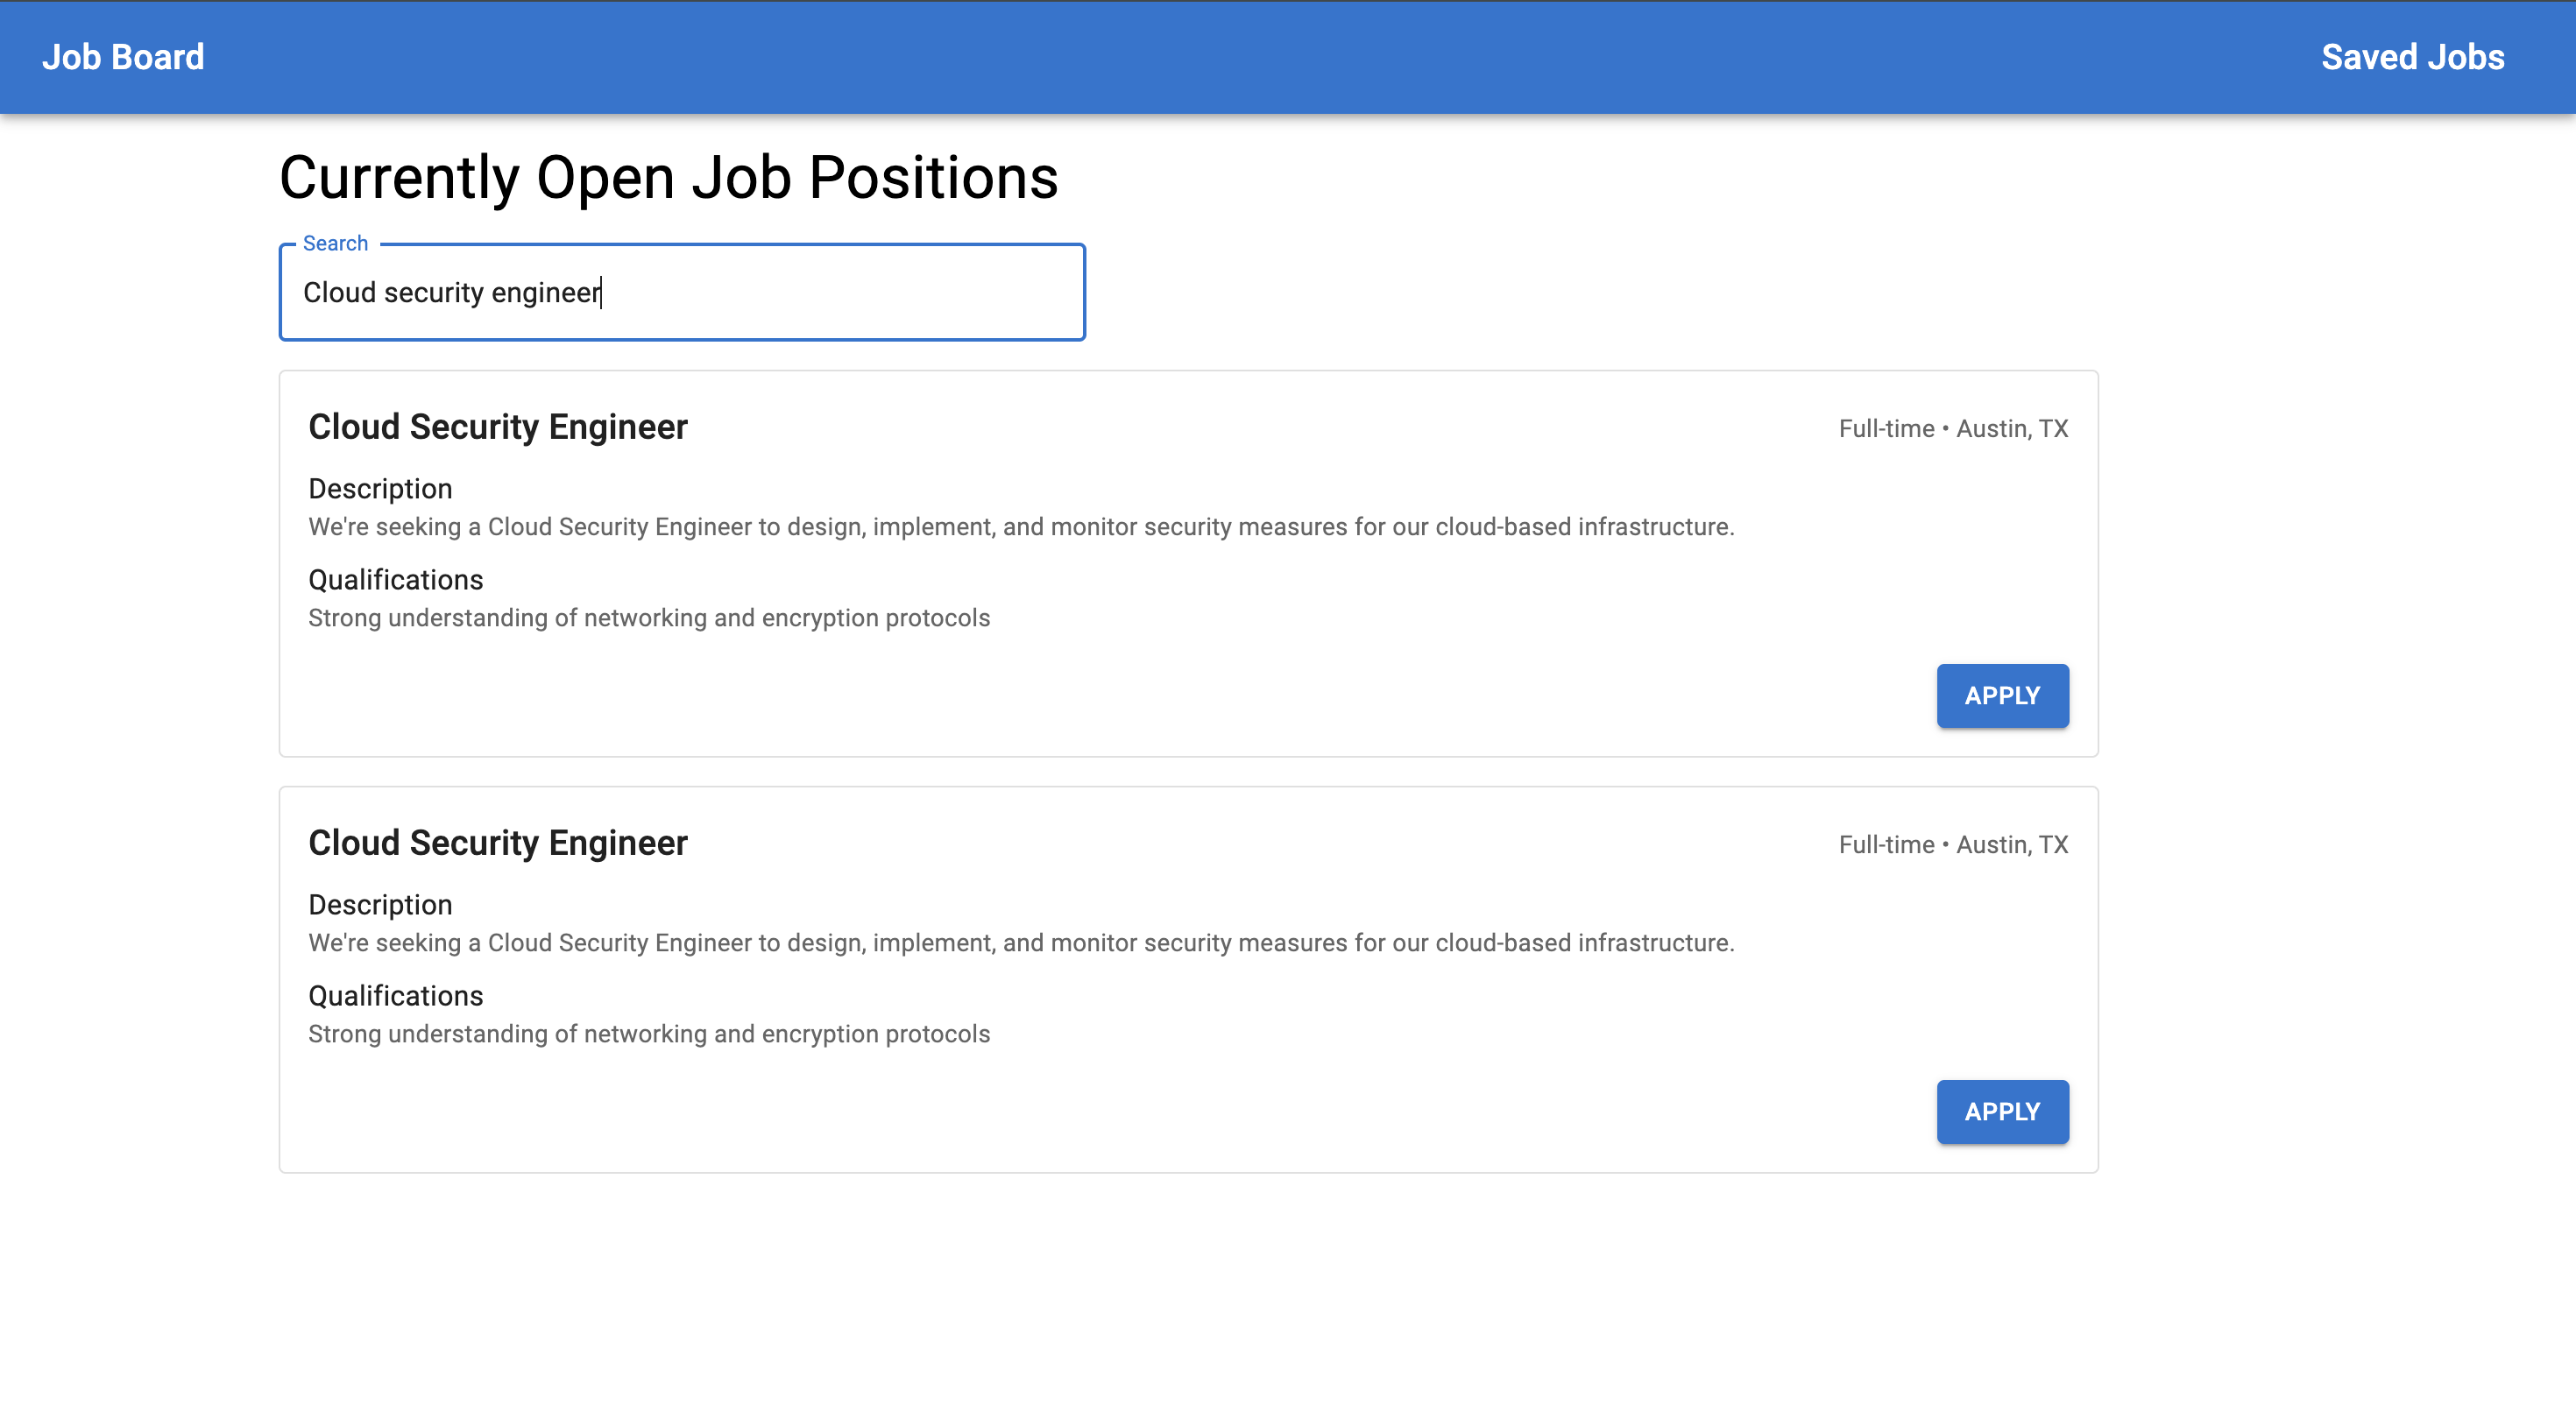 Job Board
Saved Jobs
Currently Open Job Positions
Search
Cloud security engineer
Cloud Security Engineer
Full-time • Austin, TX
Description
We're seeking a Cloud Security Engineer to design, implement, and monitor security measures for our cloud-based infrastructure.
Qualifications
Strong understanding of networking and encryption protocols
APPLY
Cloud Security Engineer
Full-time • Austin, TX
Description
We're seeking a Cloud Security Engineer to design, implement, and monitor security measures for our cloud-based infrastructure.
Qualifications
Strong understanding of networking and encryption protocols
APPLY